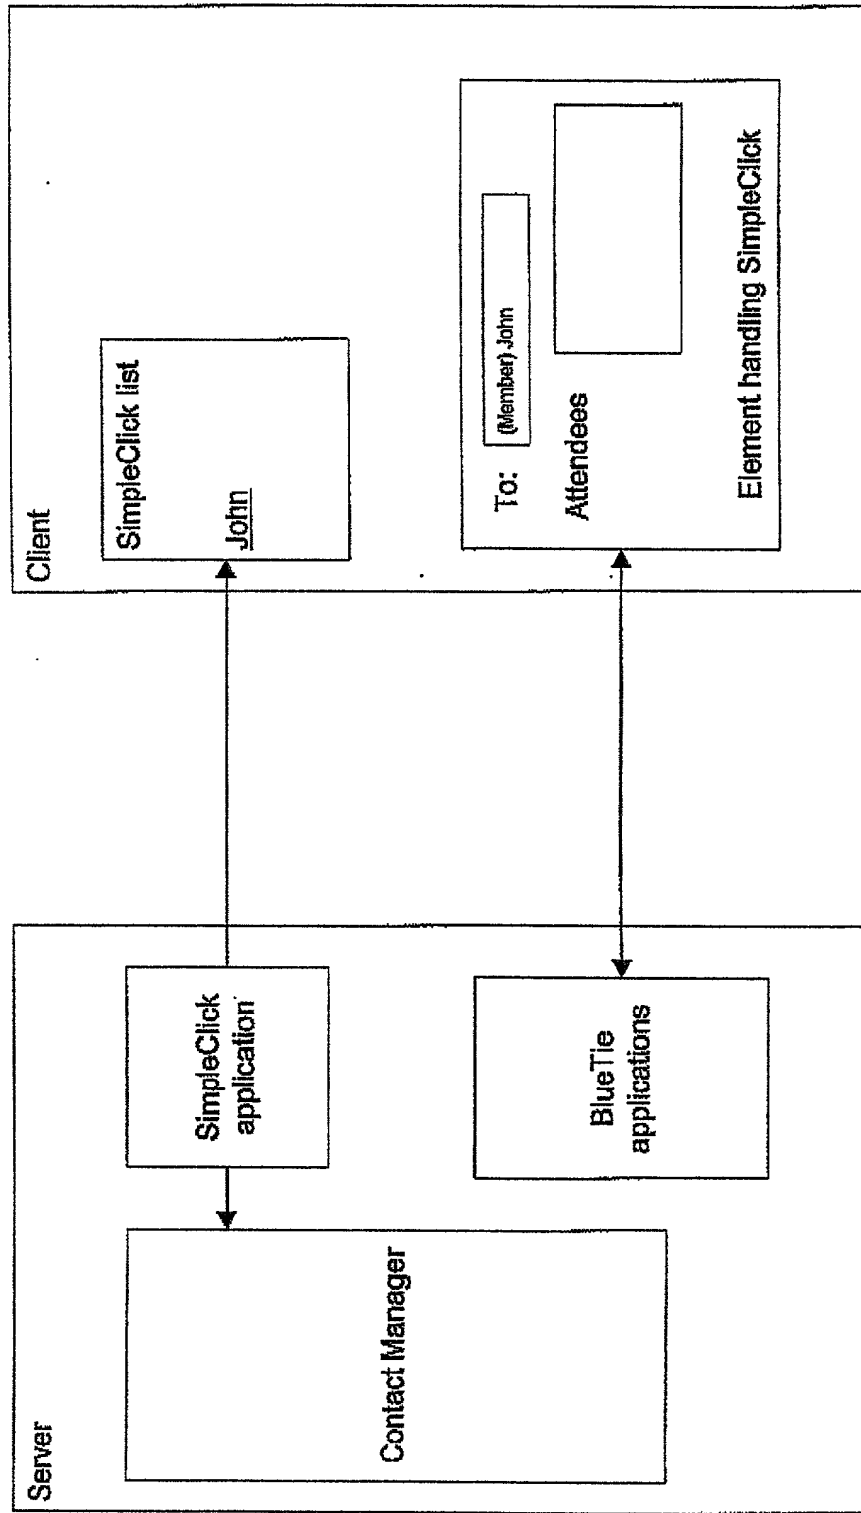 Server
Contact Manager
SimpleClick
application
BlueTie
applications
Client
SimpleClick list
John
To:
(Member) John
Attendees
Element handling SimpleClick